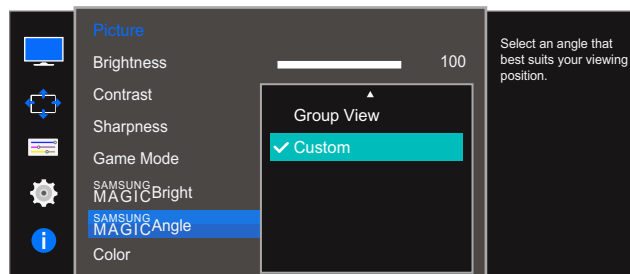 Picture
Brightness 100
Contrast
Sharpness
Game Mode
SAMSUNG
MAGICBright
SAMSUNG
MAGICAngle
Color
Group View
Custom
Select an angle that
best suits your viewing
position.